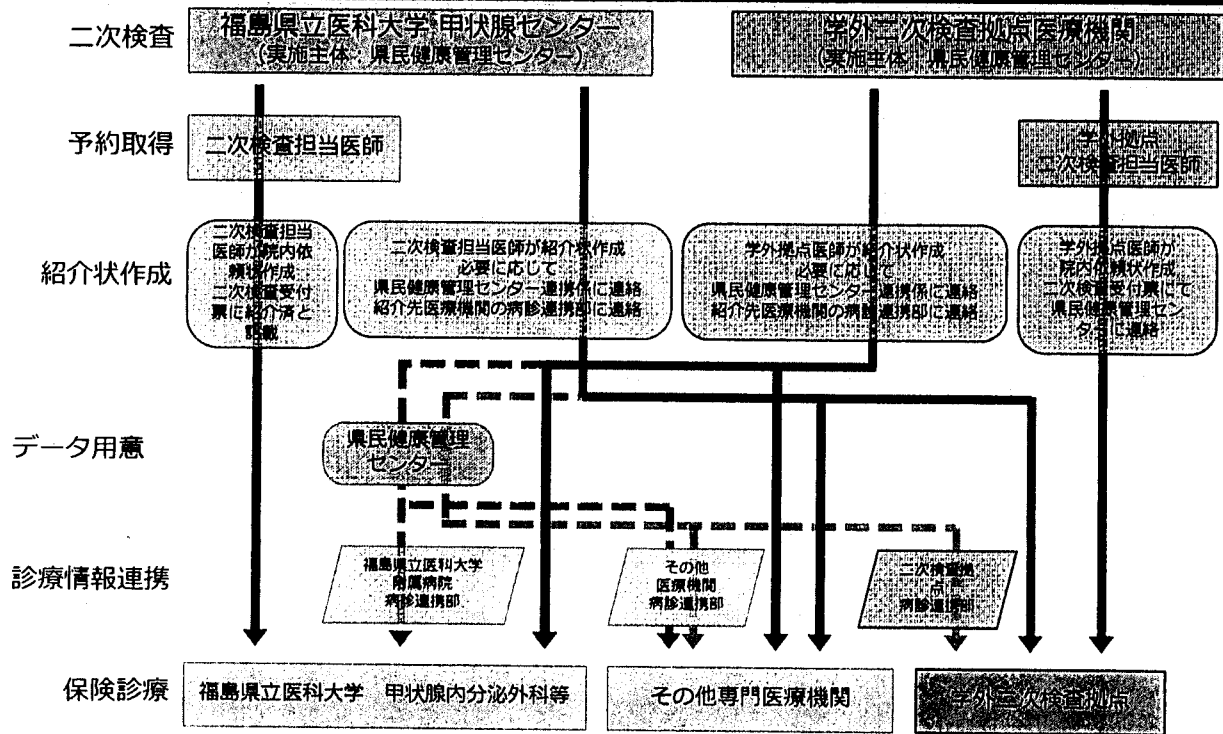 二次検査
福島県立医科大学 甲状腺センター
(実施主体:県民健康管理センター)
学外二次検査拠点医療機関
(実施主体:県民健康管理センター)
予約取得
二次検査担当医師
学外拠点
二次検査担当医師
紹介状作成
二次検査担当
医師が院内依
頼状作成
二次検査受付
票に紹介済と
記載
二次検査担当医師が紹介状作成
必要に応じて
県民健康管理センター連携係に連絡
紹介先医療機関の病診連携部に連絡
学外拠点医師が紹介状作成
必要に応じて
県民健康管理センター連携係に連絡
紹介先医療機関の病診連携部に連絡
学外拠点医師が
院内依頼状作成
二次検査受付票にて
県民健康管理セン
ターに連絡
データ用意
県民健康管理
センター
診療情報連携
福島県立医科大学
附属病院
病診連携部
その他
医療機関
病診連携部
二次検査拠
点
病診連携部
保険診療
福島県立医科大学 甲状腺内分泌外科等
その他専門医療機関
学外二次検査拠点